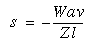 s = - Wav / Zl